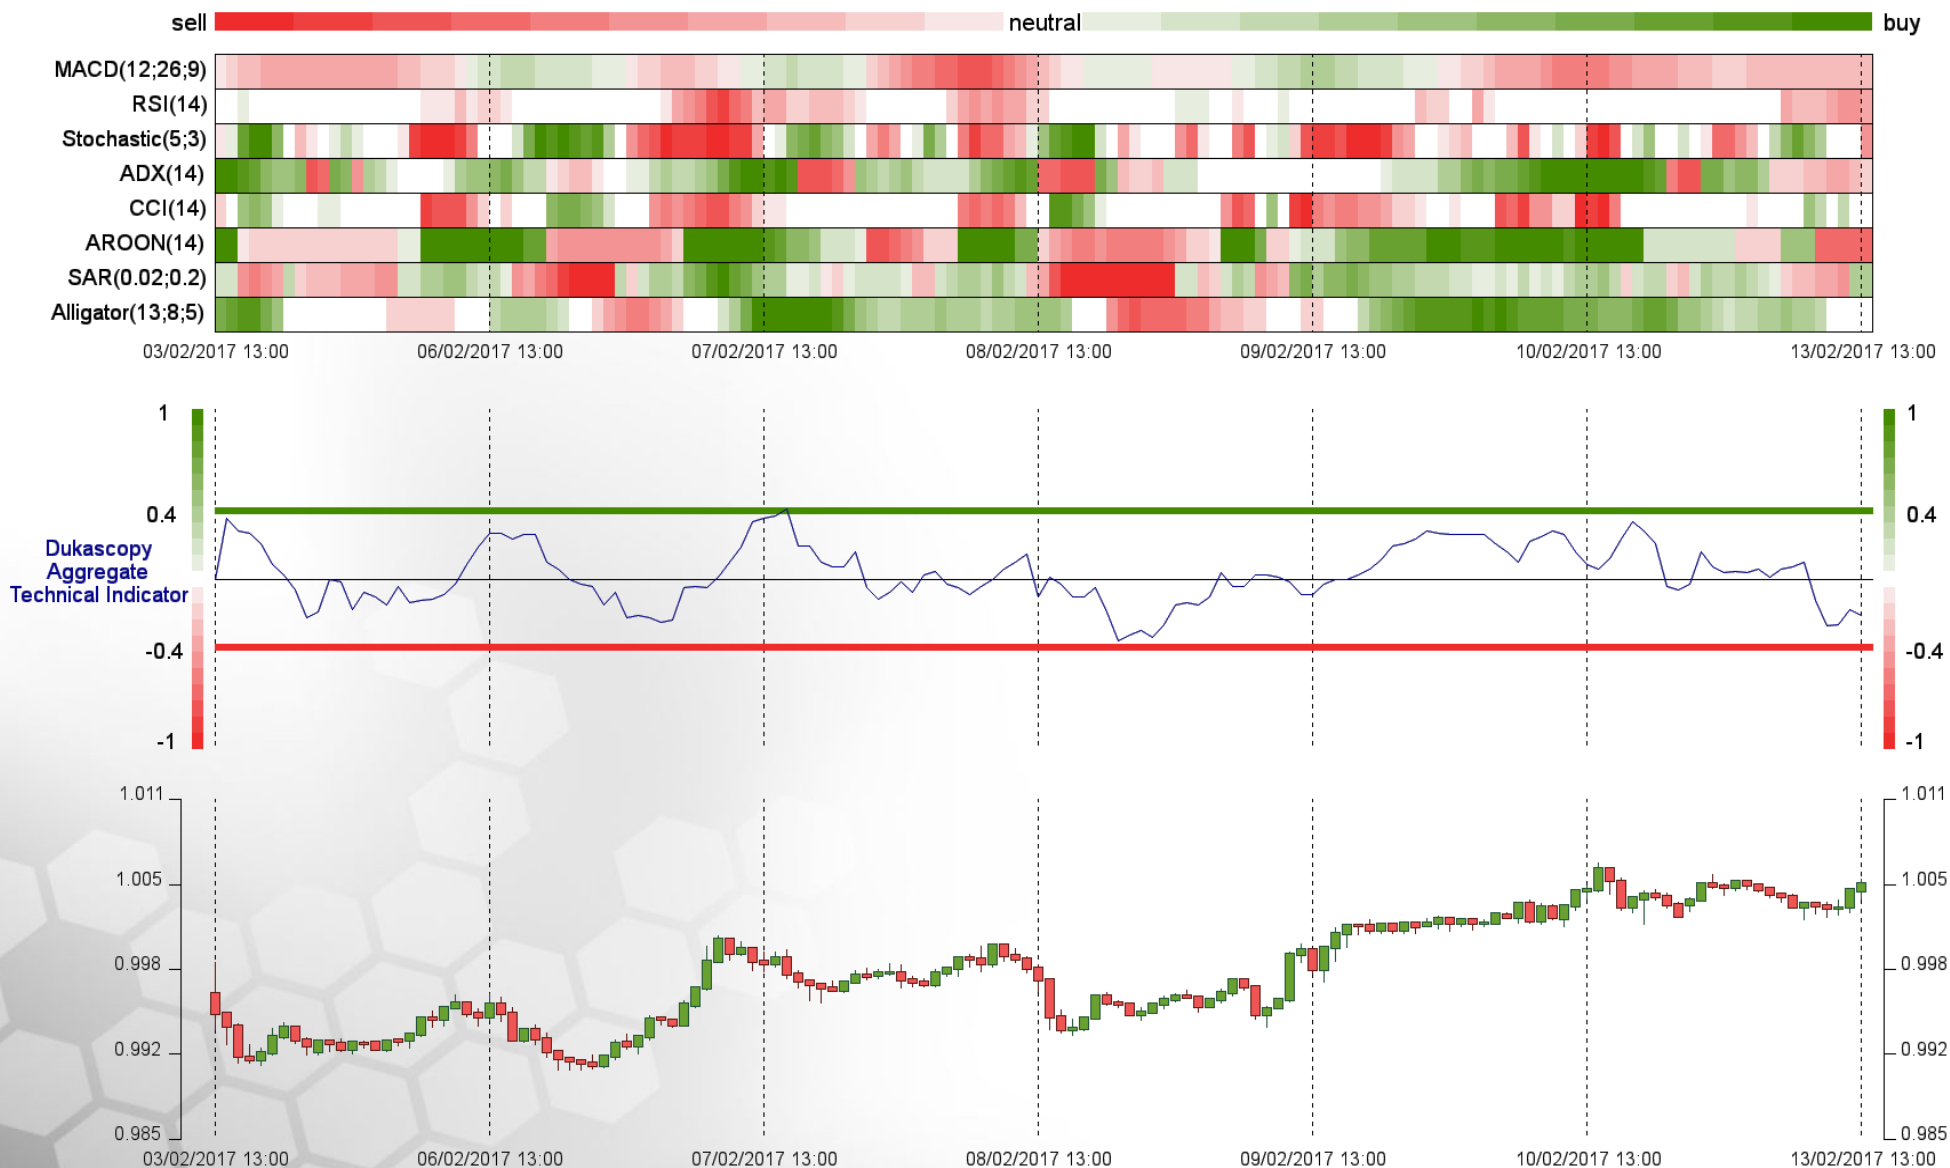 sell neutral buy
MACD(12;26;9)
RSI(14)
Stochastic(5;3)
ADX(14)
CCI(14)
AROON(14)
SAR(0.02;0.2)
Alligator(13;8;5)
03/02/2017 13:00 06/02/2017 13:00 07/02/2017 13:00 08/02/2017 13:00 09/02/2017 13:00 10/02/2017 13:00 13/02/2017 13:00
1 1
0.4 0.4
Dukascopy
Aggregate
Technical Indicator
-0.4 -0.4
-1 -1
1.011 1.011
1.005 1.005
0.998 0.998
0.992 0.992
0.985 0.985
03/02/2017 13:00 06/02/2017 13:00 07/02/2017 13:00 08/02/2017 13:00 09/02/2017 13:00 10/02/2017 13:00 13/02/2017 13:00